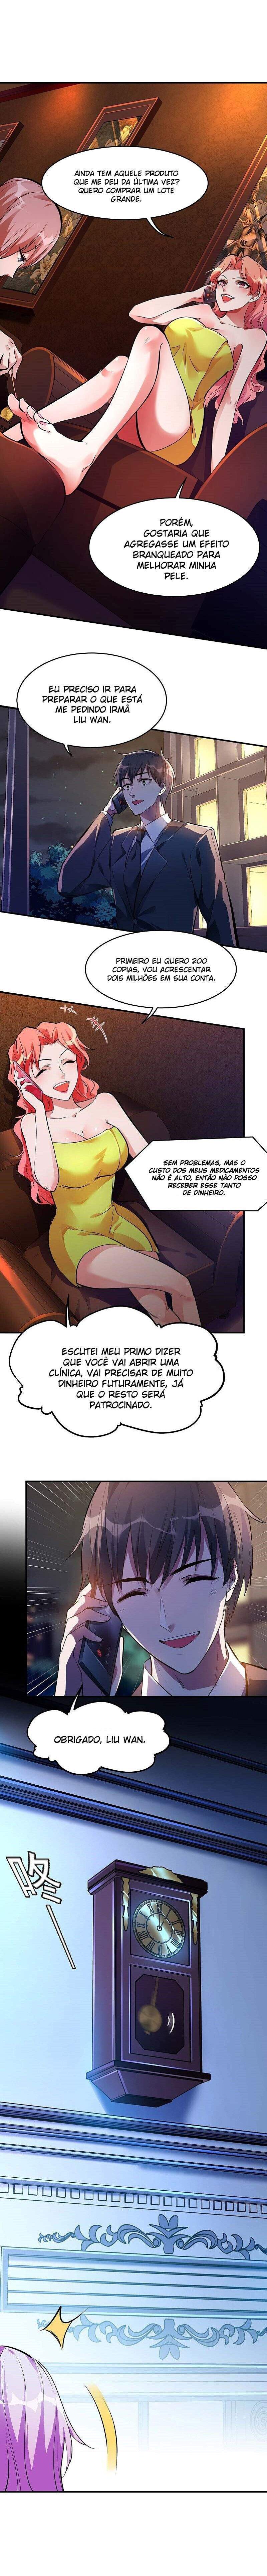 AINDA TEM AQUELE PRODUTO
QUE ME DEU DA ÚLTIMA VEZ?
QUERO COMPRAR UM LOTE
GRANDE.
PORÉM,
GOSTARIA QUE
AGREGASSE UM EFEITO
BRANQUEADO PARA
MELHORAR MINHA
PELE.
EU PRECISO IR PARA
PREPARAR O QUE ESTÁ
ME PEDINDO IRMÃ
LIU WAN.
PRIMEIRO EU QUERO 200
COPIAS, VOU ACRESCENTAR
DOIS MILHÕES EM SUA CONTA.
SEM PROBLEMAS, MAS O
CUSTO DOS MEUS MEDICAMENTOS
NÃO É ALTO, ENTÃO NÃO POSSO
RECEBER ESSE TANTO
DE DINHEIRO.
ESCUTEI MEU PRIMO DIZER
QUE VOCÊ VAI ABRIR UMA
CLÍNICA, VAI PRECISAR DE MUITO
DINHEIRO FUTURAMENTE, JÁ
QUE O RESTO SERÁ
PATROCINADO.
OBRIGADO, LIU WAN.
咚